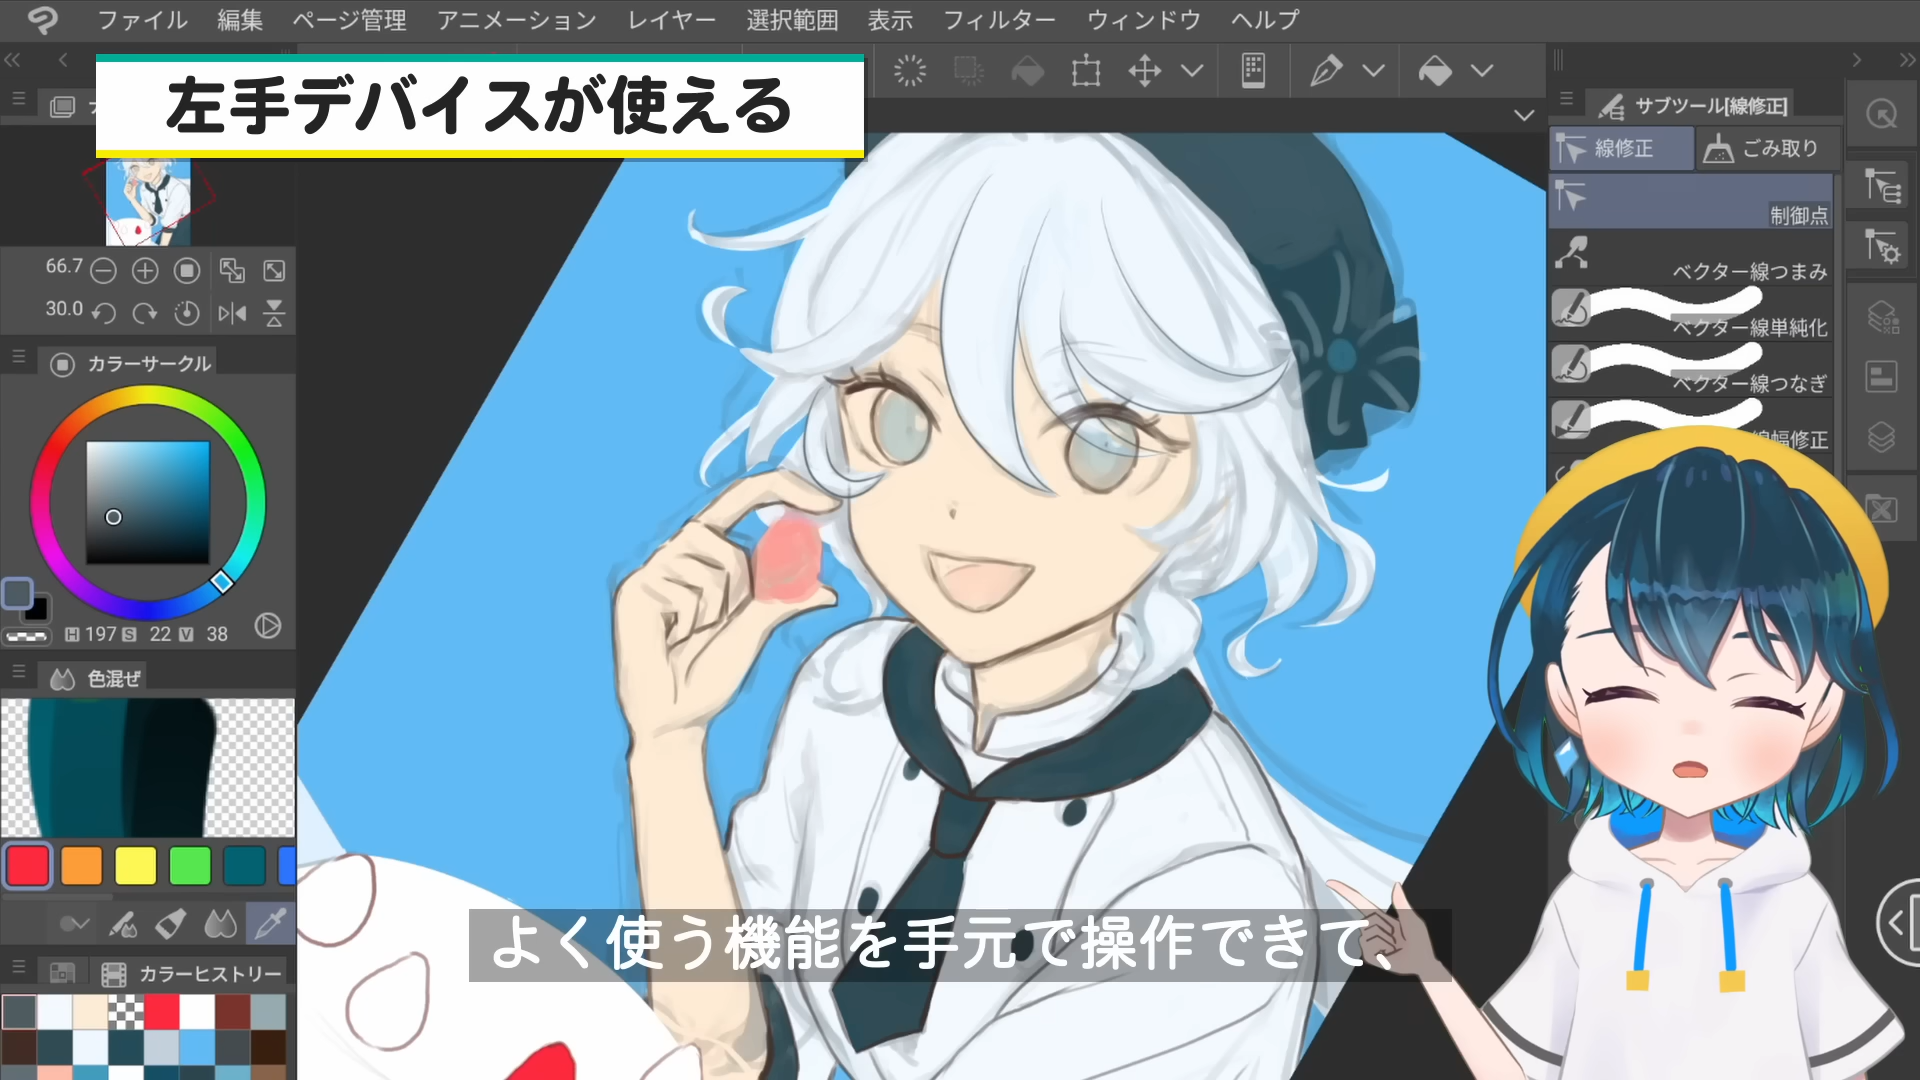 ファイル 編集 ページ管理 アニメーション レイヤー 選択範囲 表示 フィルター ウィンドウ ヘルプ
左手デバイスが使える
サブツール[線修正]
線修正 ごみ取り
制御点
ベクター線つまみ
ベクター線単純化
ベクター線つなぎ
線幅修正
66.7
30.0
カラーサークル
H 197 S 22 V 38
色混ぜ
カラーヒストリー
よく使う機能を手元で操作できて、